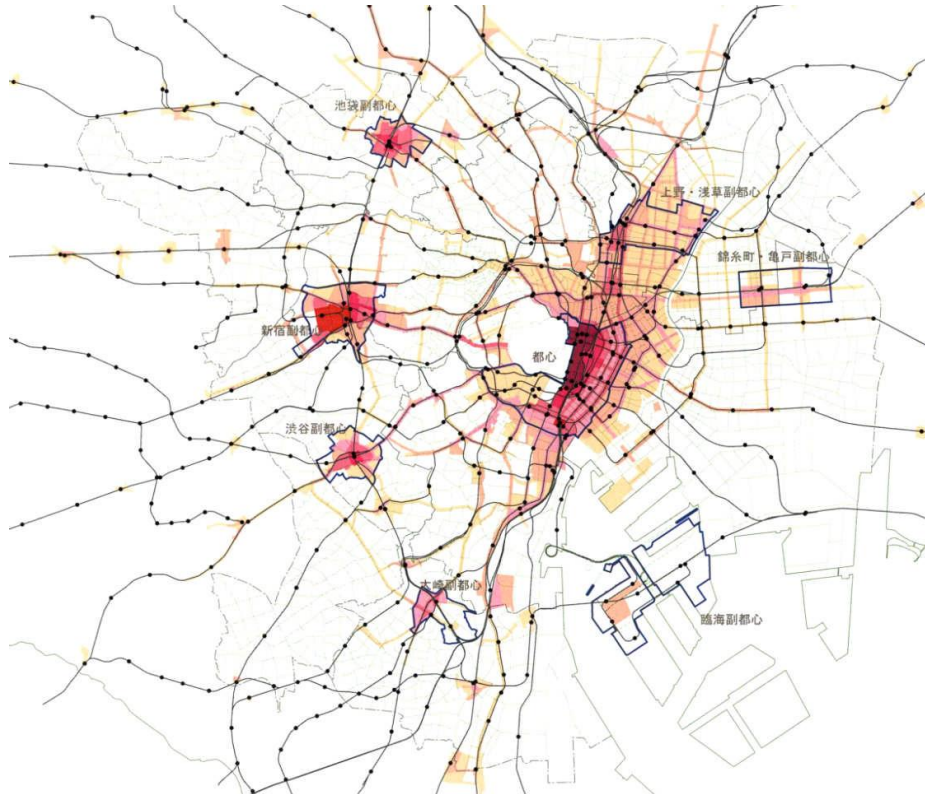 池袋副都心
上野・浅草副都心
錦糸町・亀戸副都心
新宿副都心
都心
渋谷副都心
大崎副都心
臨海副都心